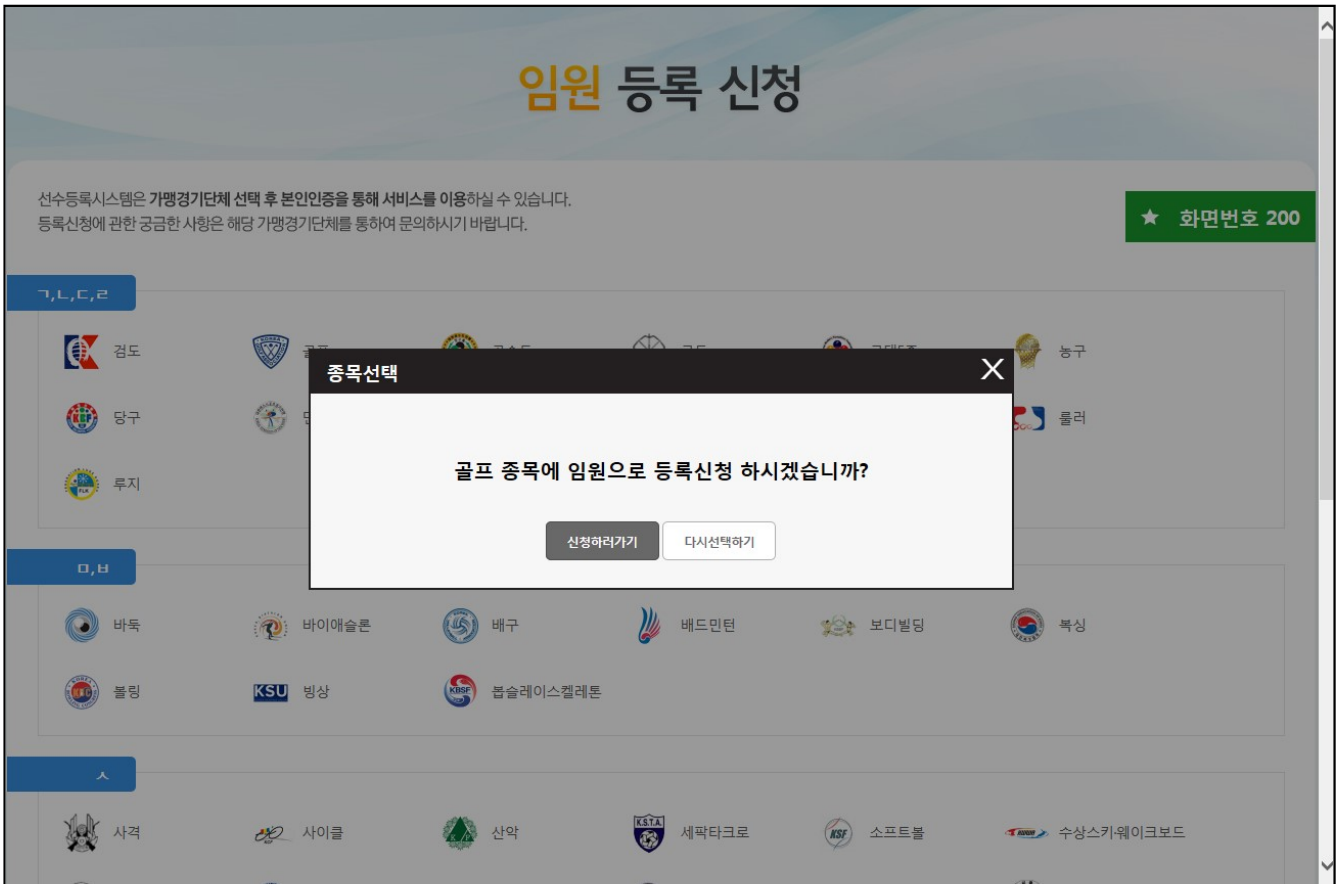 임원 등록 신청
선수등록시스템은 가맹경기단체 선택 후 본인인증을 통해 서비스를 이용하실 수 있습니다.
등록신청에 관한 궁금한 사항은 해당 가맹경기단체를 통하여 문의하시기 바랍니다.
★ 화면번호 200
ㄱ,ㄴ,ㄷ,ㄹ
검도 농구
종목선택 X
당구 룰러
골프 종목에 임원으로 등록신청 하시겠습니까?
루지
신청하러가기 다시선택하기
ㅁ,ㅂ
바둑 바이애슬론 배구 배드민턴 보디빌딩 복싱
볼링 KSU 빙상 KBSF 봅슬레이스켈레톤
ㅅ
사격 사이클 산악 K.S.T.A. 세팍타크로 KSF 소프트볼 수상스키·웨이크보드